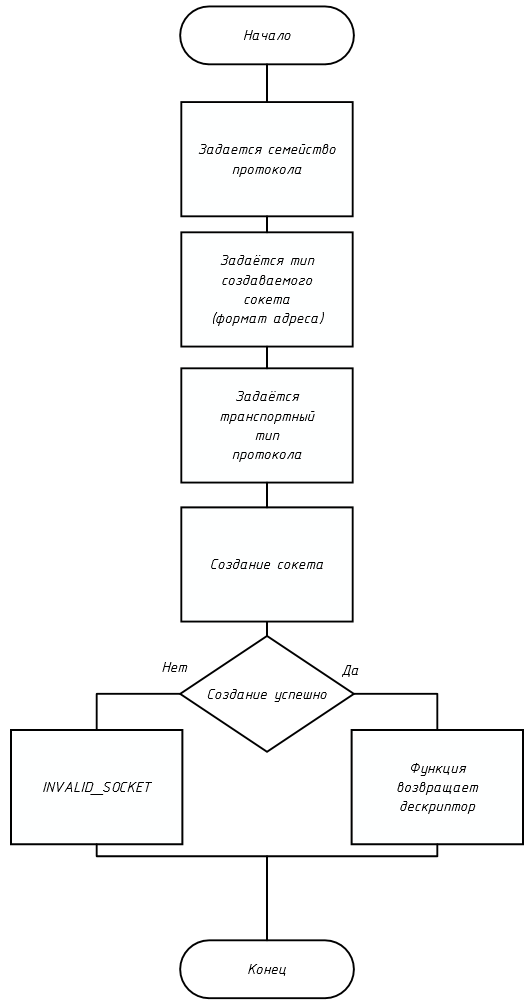 Начало
Задается семейство
протокола
Задаётся тип
создаваемого
сокета
(формат адреса)
Задаётся
транспортный
тип
протокола
Создание сокета
Нет
Да
Создание успешно
INVALID_SOCKET
Функция
возвращает
дескриптор
Конец